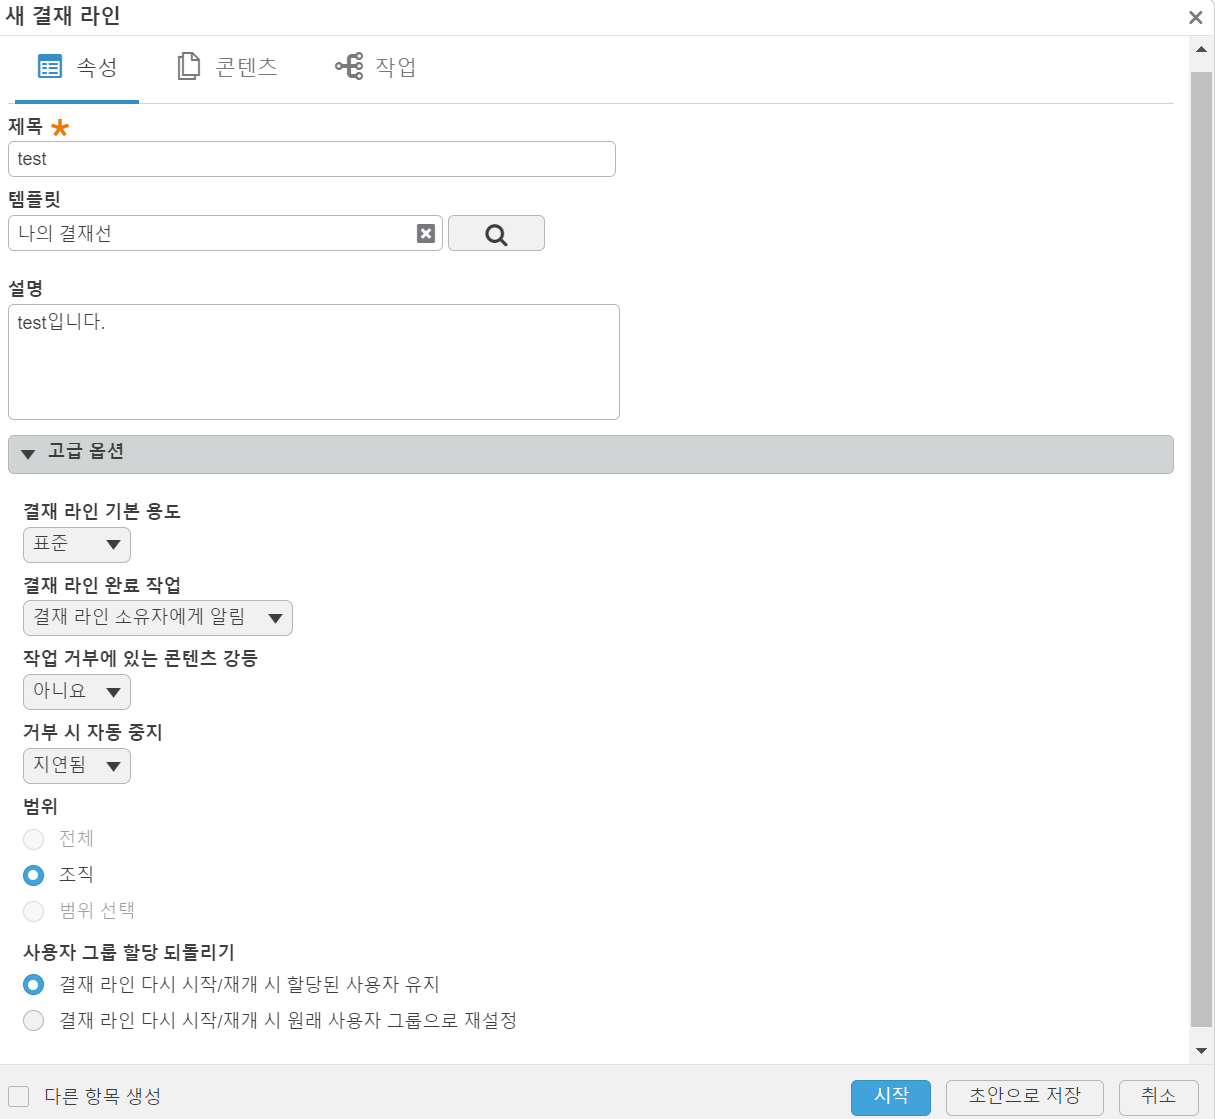 새 결재 라인
속성 콘텐츠 작업
제목
test
템플릿
나의 결재선
설명
test입니다.
고급 옵션
결재 라인 기본 용도
표준
결재 라인 완료 작업
결재 라인 소유자에게 알림
작업 거부에 있는 콘텐츠 강등
아니요
거부 시 자동 중지
지연됨
범위
전체
조직
범위 선택
사용자 그룹 할당 되돌리기
결재 라인 다시 시작/재개 시 할당된 사용자 유지
결재 라인 다시 시작/재개 시 원래 사용자 그룹으로 재설정
다른 항목 생성 시작 초안으로 저장 취소